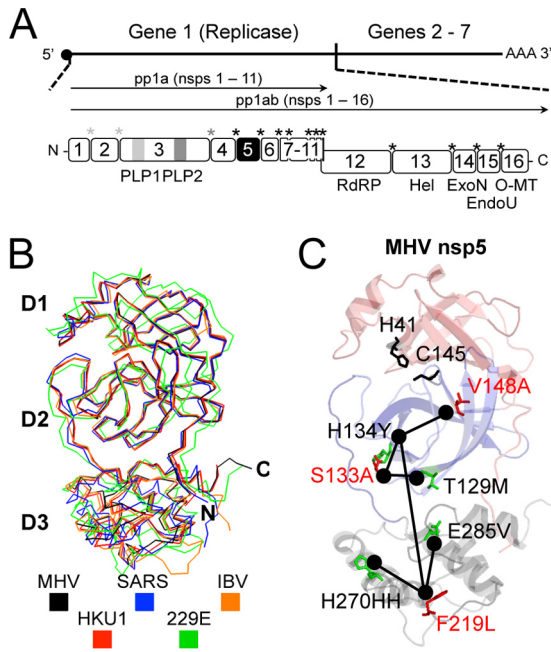 A
Gene 1 (Replicase) Genes 2 - 7
5' AAA 3'
pp1a (nsps 1 – 11)
pp1ab (nsps 1 – 16)
* * * * * * * * * * * * * *
N - 1 2 3 4 5 6 7-11 12 13 14 15 16 - C
PLP1PLP2 RdRP Hel ExoN O-MT
EndoU
B
D1
D2
D3
C
N
MHV SARS IBV
HKU1 229E
C
MHV nsp5
H41
C145
V148A
H134Y
S133A
T129M
E285V
H270HH
F219L